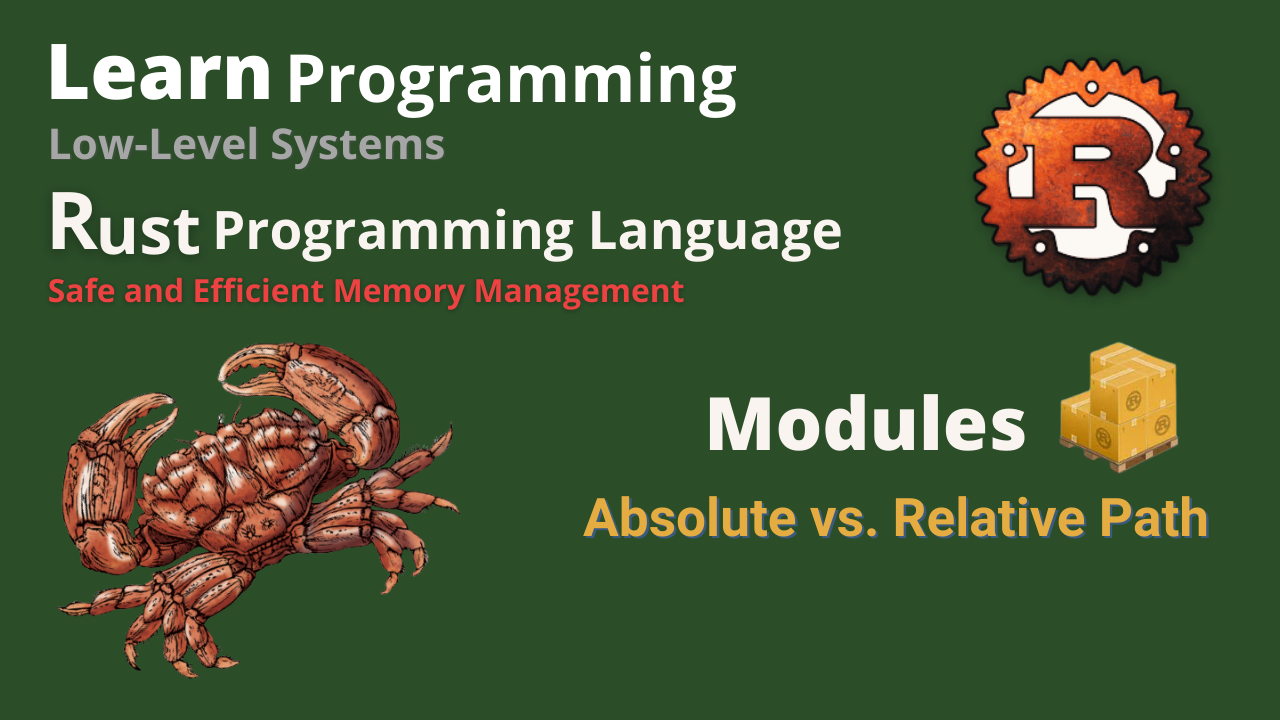 Learn Programming
Low-Level Systems
Rust Programming Language
Safe and Efficient Memory Management
R
Modules
Absolute vs. Relative Path